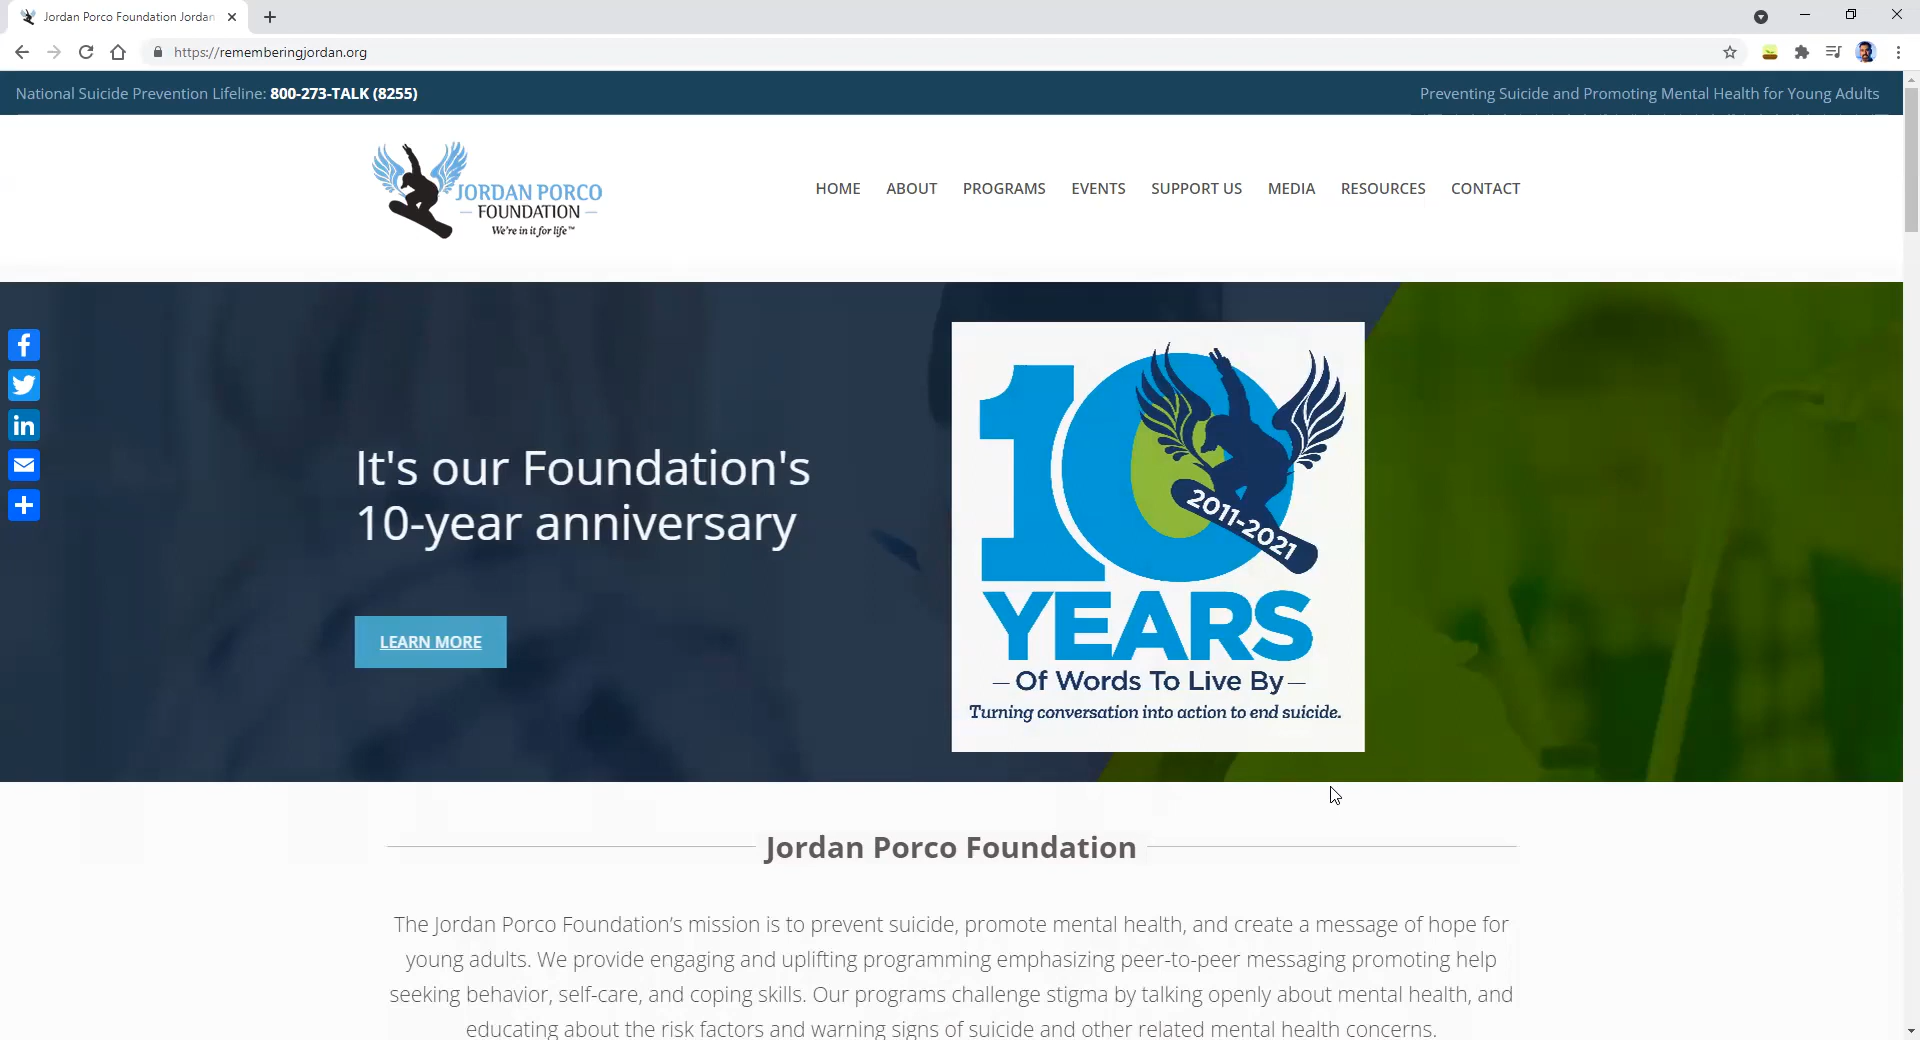 Jordan Porco Foundation Jordan
https://rememberingjordan.org
National Suicide Prevention Lifeline: 800-273-TALK (8255)
Preventing Suicide and Promoting Mental Health for Young Adults
JORDAN PORCO
FOUNDATION
We're in it for life™
HOME ABOUT PROGRAMS EVENTS SUPPORT US MEDIA RESOURCES CONTACT
It's our Foundation's
10-year anniversary
LEARN MORE
10
2011-2021
YEARS
Of Words To Live By
Turning conversation into action to end suicide.
Jordan Porco Foundation
The Jordan Porco Foundation's mission is to prevent suicide, promote mental health, and create a message of hope for
young adults. We provide engaging and uplifting programming emphasizing peer-to-peer messaging promoting help
seeking behavior, self-care, and coping skills. Our programs challenge stigma by talking openly about mental health, and
educating about the risk factors and warning signs of suicide and other related mental health concerns.